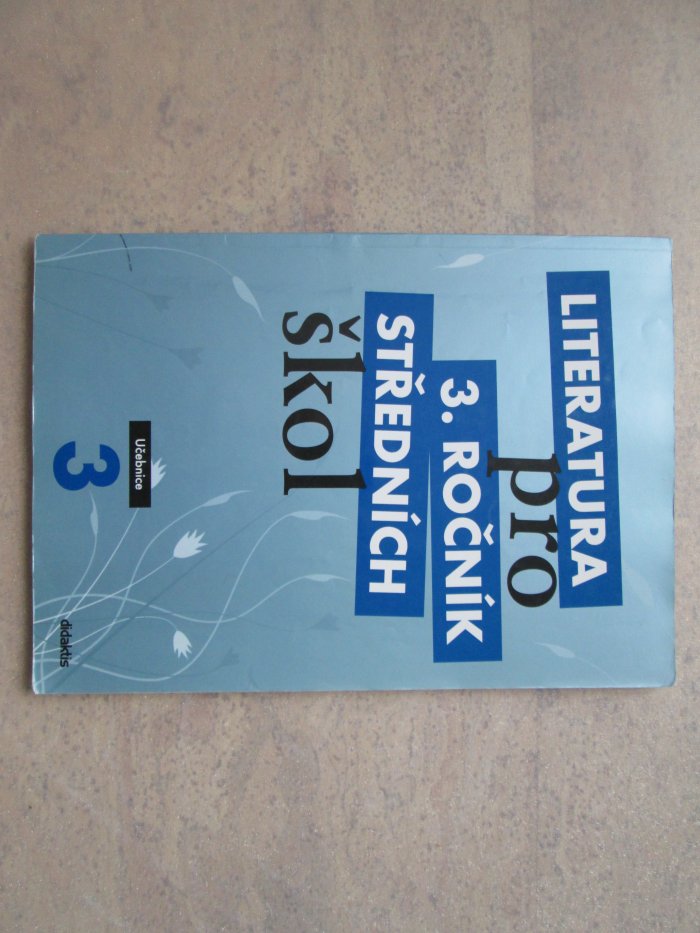 LITERATURA
pro
3. ROČNÍK
STŘEDNÍCH
škol
Učebnice
3
didaktis